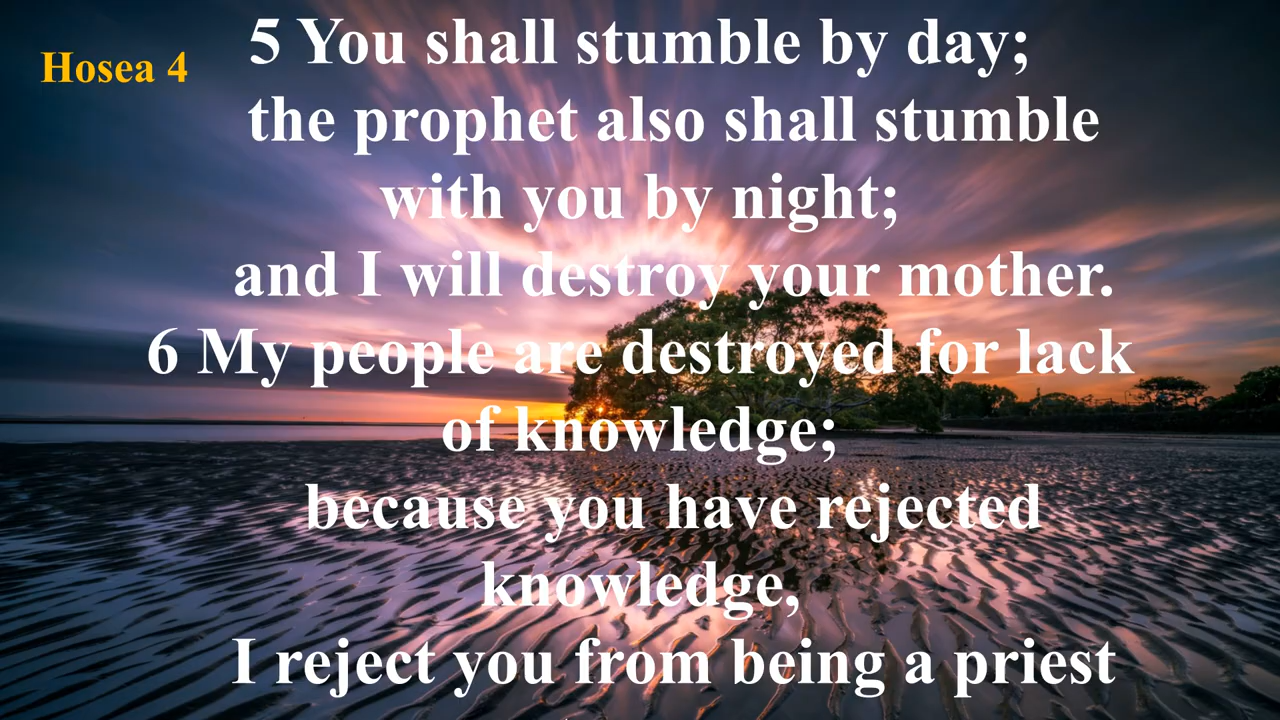 Hosea 4
5 You shall stumble by day;
the prophet also shall stumble
with you by night;
and I will destroy your mother.
6 My people are destroyed for lack
of knowledge;
because you have rejected
knowledge,
I reject you from being a priest